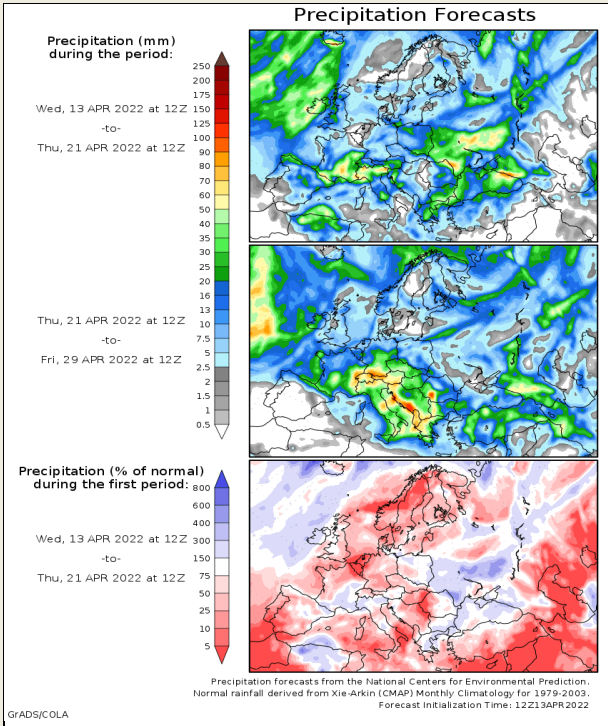 Precipitation Forecasts
Precipitation (mm)
during the period:
Wed, 13 APR 2022 at 12Z
-to-
Thu, 21 APR 2022 at 12Z
250
200
175
150
125
100
90
80
70
60
50
40
35
30
25
20
16
13
10
7.5
5
2.5
2
1.5
1
0.5
Thu, 21 APR 2022 at 12Z
-to-
Fri, 29 APR 2022 at 12Z
Precipitation (% of normal)
during the first period:
Wed, 13 APR 2022 at 12Z
-to-
Thu, 21 APR 2022 at 12Z
800
600
400
300
150
75
50
25
10
5
Precipitation forecasts from the National Centers for Environmental Prediction.
Normal rainfall derived from Xie-Arkin (CMAP) Monthly Climatology for 1979-2003.
Forecast Initialization Time: 12Z13APR2022
GrADS/COLA